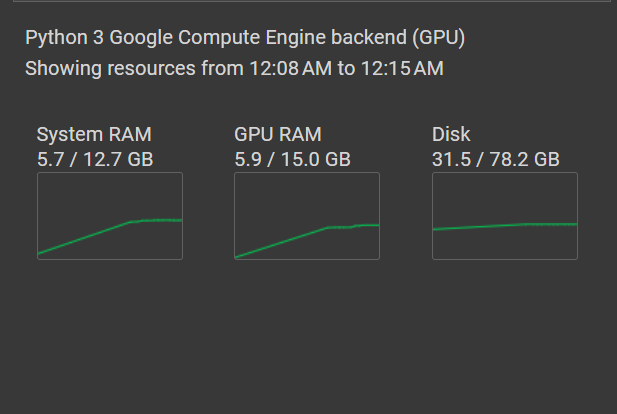 Python 3 Google Compute Engine backend (GPU)
Showing resources from 12:08 AM to 12:15 AM
System RAM
5.7 / 12.7 GB
GPU RAM
5.9 / 15.0 GB
Disk
31.5 / 78.2 GB